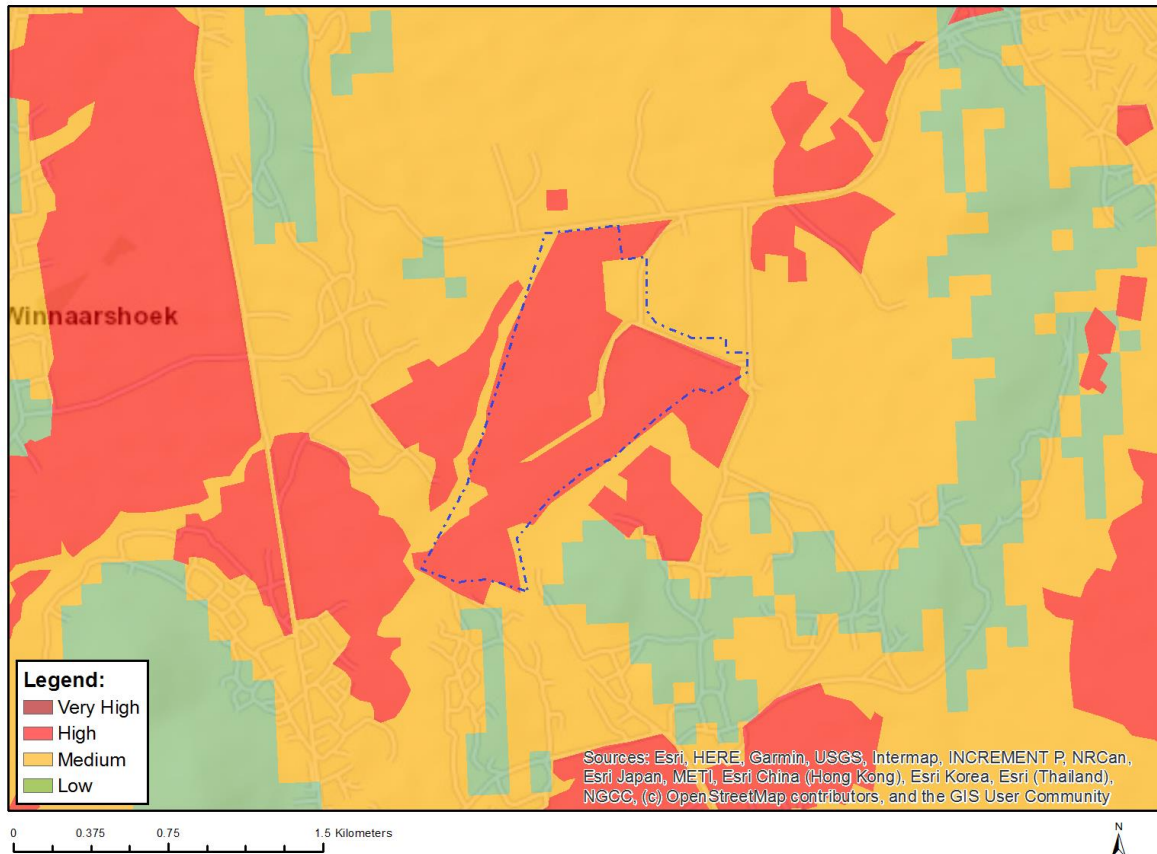 Winnaarshoek
Legend:
Very High
High
Medium
Low
Sources: Esri, HERE, Garmin, USGS, Intermap, INCREMENT P, NRCan,
Esri Japan, METI, Esri China (Hong Kong), Esri Korea, Esri (Thailand),
NGCC, (c) OpenStreetMap contributors, and the GIS User Community
0 0.375 0.75 1.5 Kilometers
N